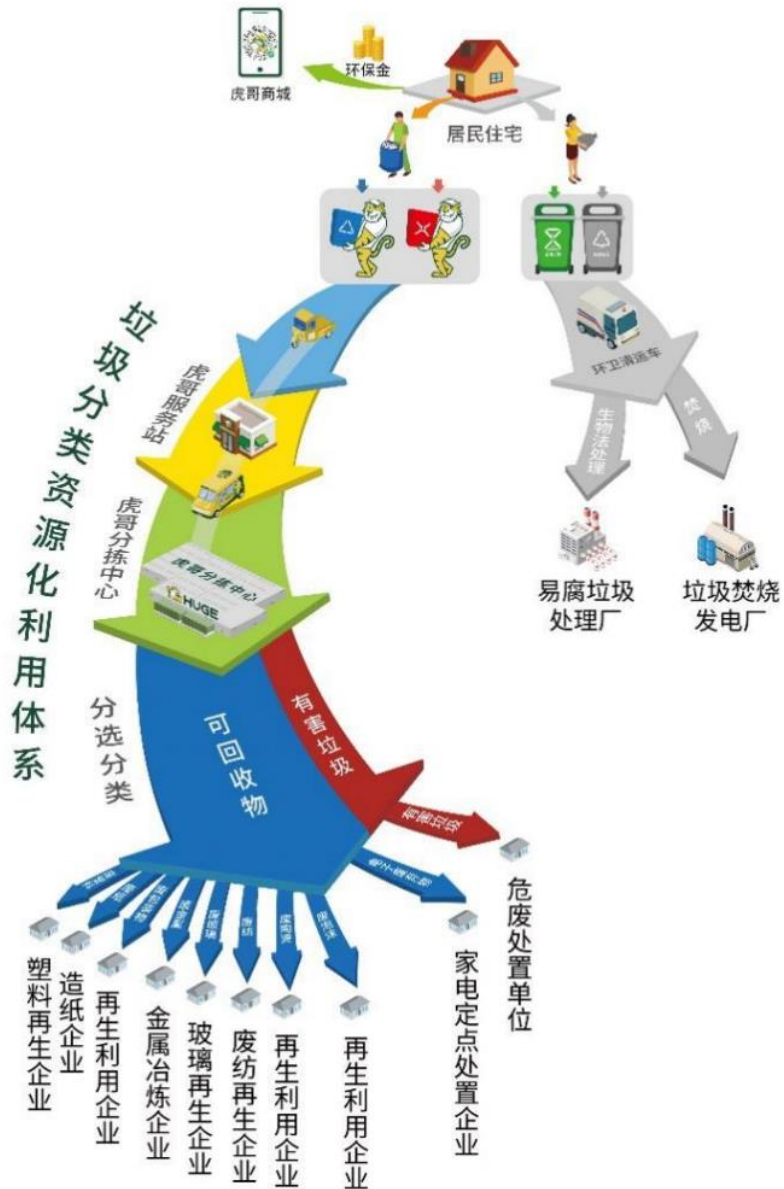 环保金
虎哥商城
居民住宅
环卫清运车
生物法处理
焚烧
易腐垃圾
处理厂
垃圾焚烧
发电厂
垃圾分类资源化利用体系
虎哥服务站
虎哥分拣中心
虎哥分拣中心
HUGE
分选分类
可回收物
有害垃圾
有害垃圾
废纺
塑料再生企业
造纸企业
再生利用企业
金属冶炼企业
玻璃再生企业
废纺再生企业
再生利用企业
再生利用企业
家电定点处置企业
危废处置单位